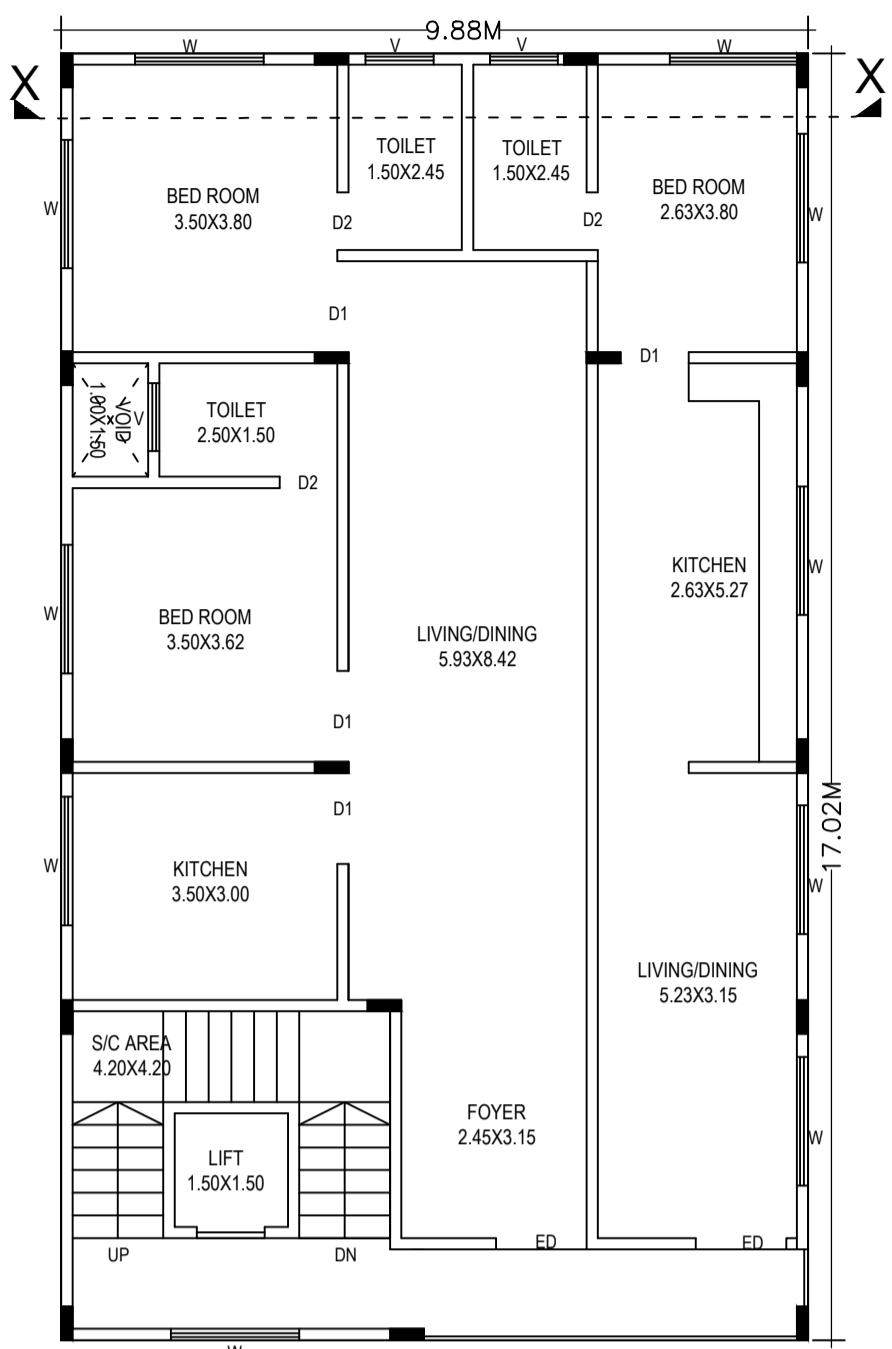 9.88M
W
V
V
W
X
X
TOILET
1.50X2.45
TOILET
1.50X2.45
BED ROOM
3.50X3.80
BED ROOM
2.63X3.80
W
W
D2
D2
D1
D1
VOID
1.00X1.50
V
TOILET
2.50X1.50
D2
W
KITCHEN
2.63X5.27
W
BED ROOM
3.50X3.62
LIVING/DINING
5.93X8.42
D1
D1
17.02M
W
KITCHEN
3.50X3.00
W
LIVING/DINING
5.23X3.15
S/C AREA
4.20X4.20
FOYER
2.45X3.15
W
LIFT
1.50X1.50
UP
DN
ED
ED
W